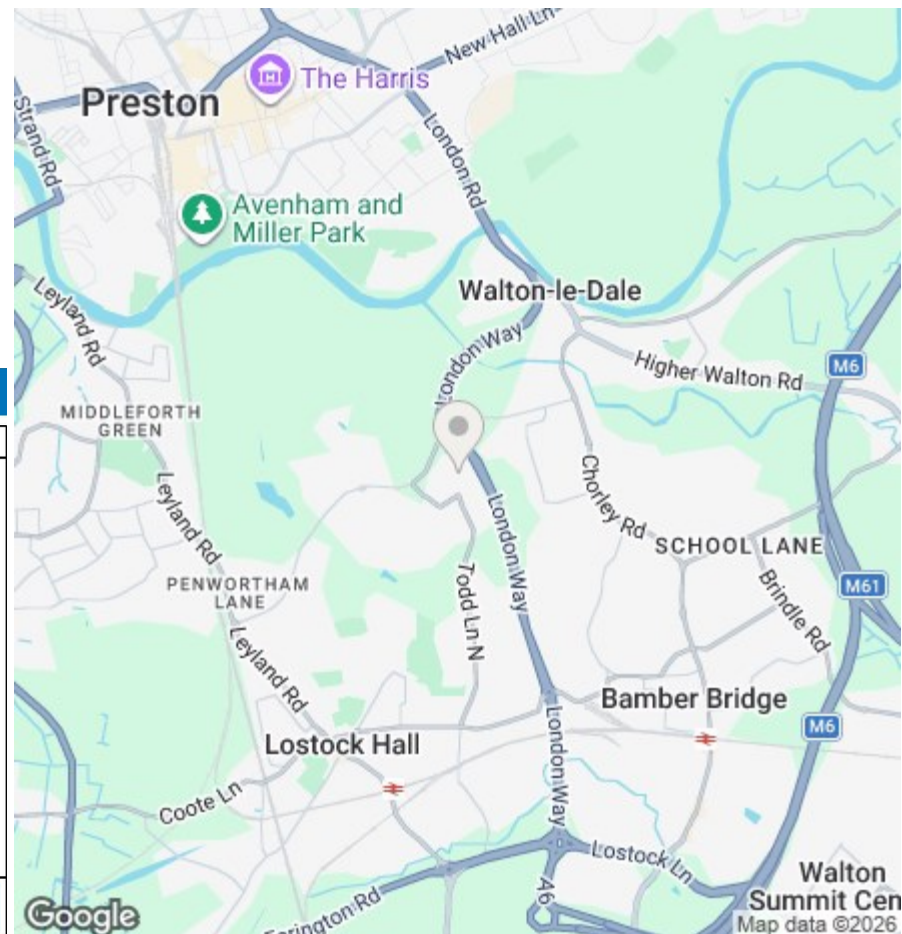 New Hall Ln
The Harris
Preston
Strand Rd
London Rd
Avenham and
Miller Park
Walton-le-Dale
Leyland Rd
London Way
Higher Walton Rd
M6
MIDDLEFORTH
GREEN
Leyland Rd
Chorley Rd
London Way
SCHOOL LANE
PENWORTHAM
LANE
Todd Ln N
Brindle Rd
M61
Leyland Rd
Bamber Bridge
M6
Lostock Hall
London Way
Coote Ln
Lostock Ln
A6
Walton
Summit Cen
Farington Rd
Google
Map data ©2026